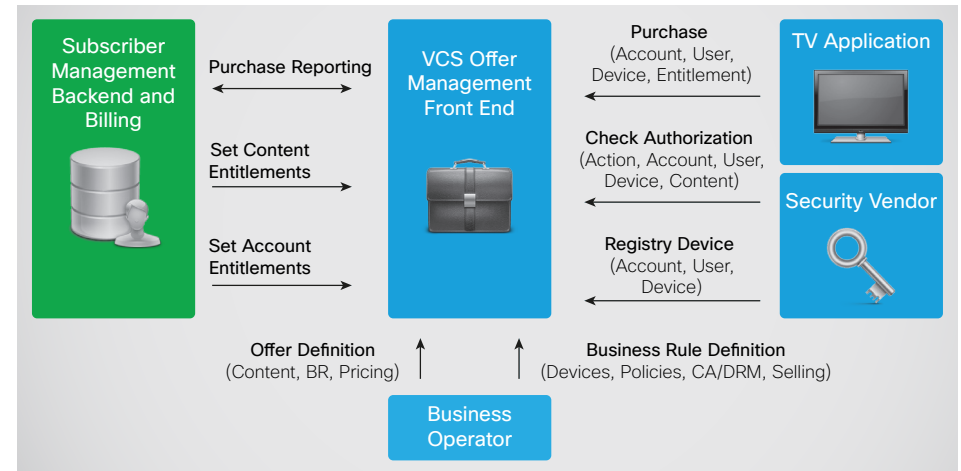 Subscriber
Management
Backend and
Billing
Purchase Reporting
Set Content
Entitlements
Set Account
Entitlements
VCS Offer
Management
Front End
Purchase
(Account, User,
Device, Entitlement)
Check Authorization
(Action, Account, User,
Device, Content)
Registry Device
(Account, User,
Device)
TV Application
Security Vendor
Offer Definition
(Content, BR, Pricing)
Business Rule Definition
(Devices, Policies, CA/DRM, Selling)
Business
Operator